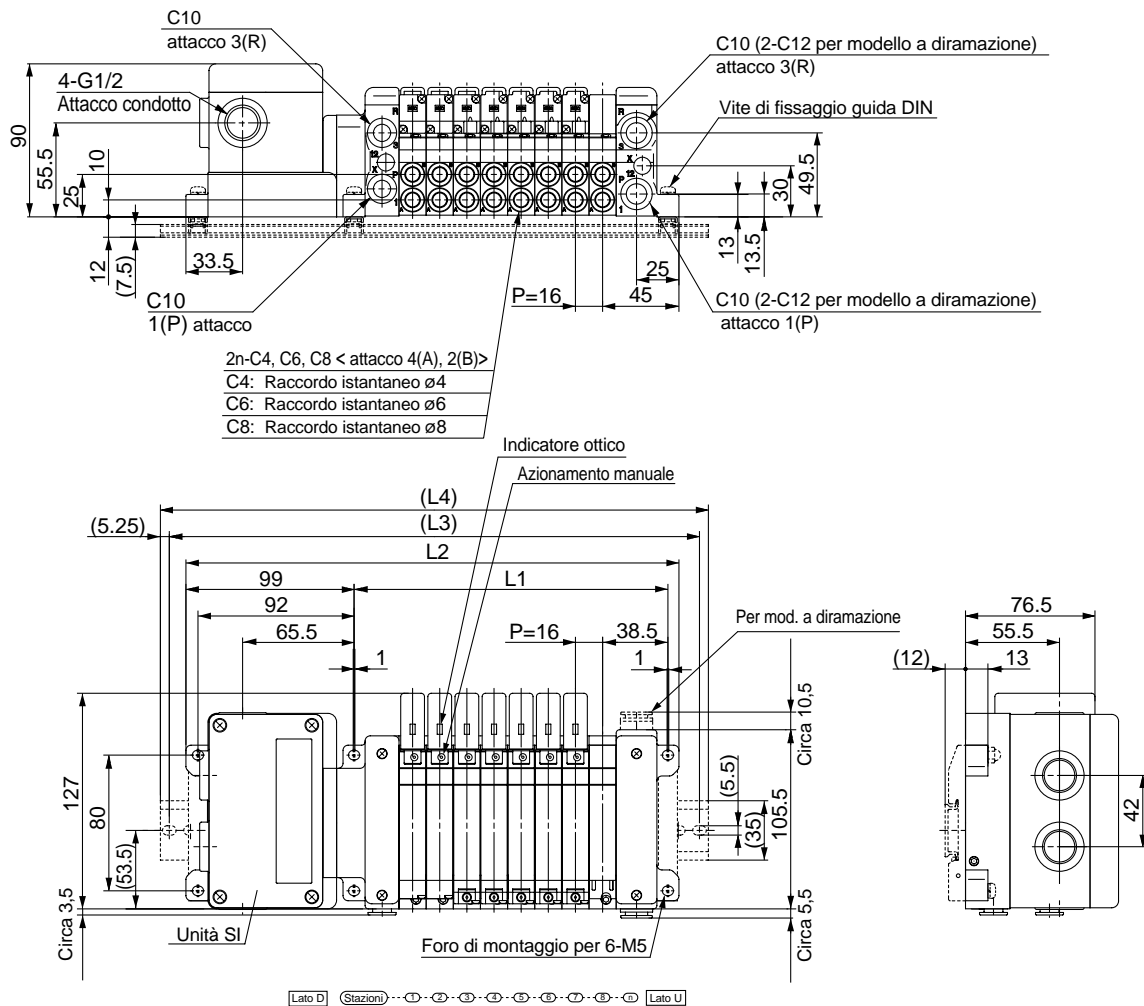 C10
attacco 3(R)
4-G1/2
Attacco condotto
C10 (2-C12 per modello a diramazione)
attacco 3(R)
Vite di fissaggio guida DIN
90
55.5
25
10
12
(7.5)
33.5
R
3
12
X
P
1
R
3
X
12
P
1
30
49.5
13
13.5
25
P=16
45
C10
1(P) attacco
C10 (2-C12 per modello a diramazione)
attacco 1(P)
2n-C4, C6, C8 < attacco 4(A), 2(B)>
C4: Raccordo istantaneo ø4
C6: Raccordo istantaneo ø6
C8: Raccordo istantaneo ø8
Indicatore ottico
Azionamento manuale
(L4)
(5.25)
(L3)
L2
99
L1
92
65.5
P=16
38.5
1
1
Per mod. a diramazione
76.5
55.5
(12)
13
Circa 10,5
127
80
(53.5)
Circa 3,5
(5.5)
(35)
105.5
Circa 5,5
42
Unità SI
Foro di montaggio per 6-M5
Lato D Stazioni 1 2 3 4 5 6 7 8 n Lato U